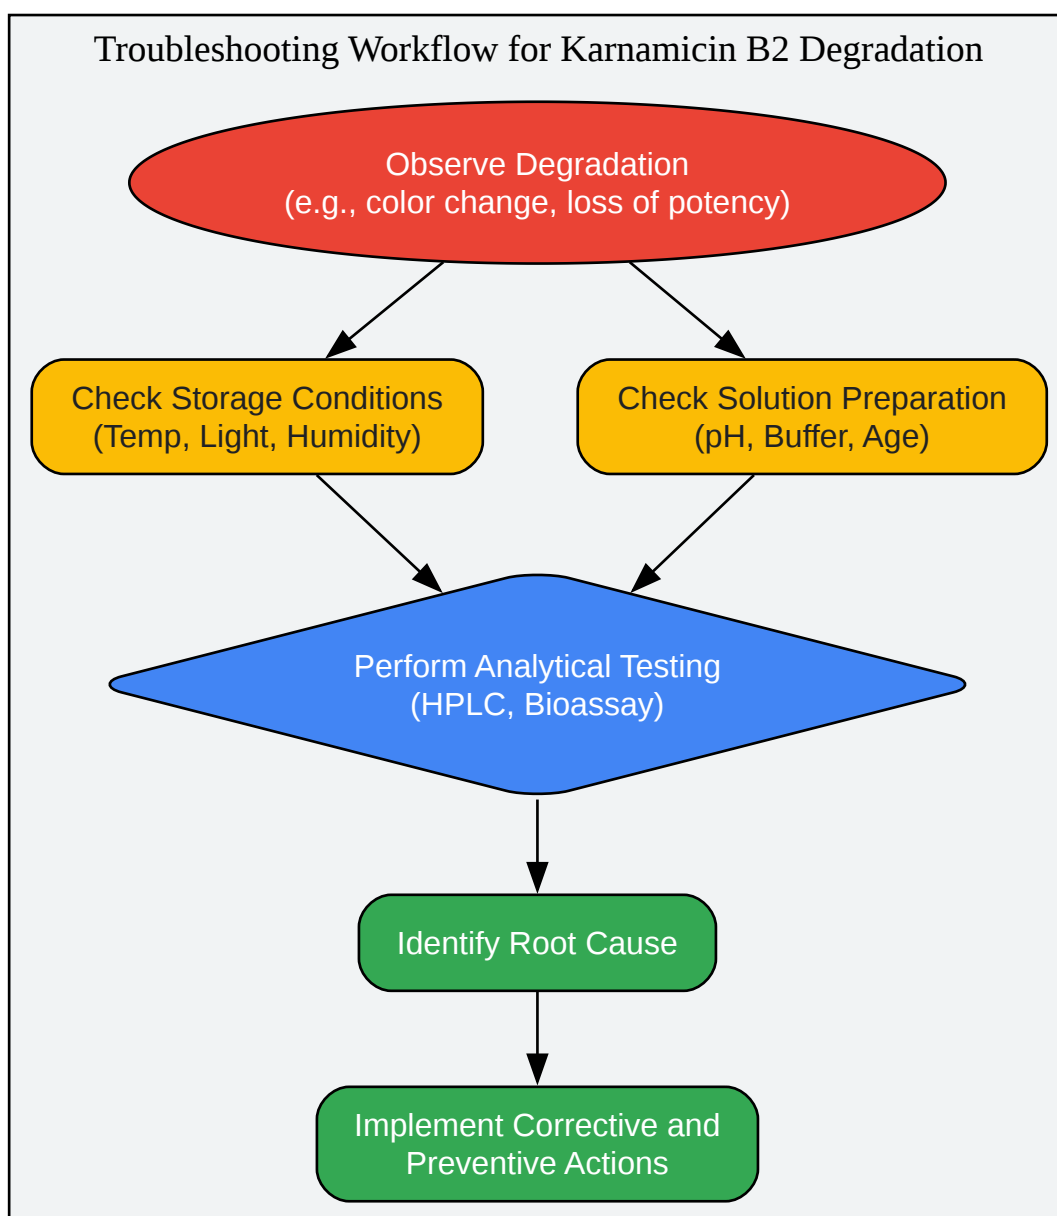 Troubleshooting Workflow for Karnamicin B2 Degradation
Observe Degradation
(e.g., color change, loss of potency)
Check Storage Conditions
(Temp, Light, Humidity)
Check Solution Preparation
(pH, Buffer, Age)
Perform Analytical Testing
(HPLC, Bioassay)
Identify Root Cause
Implement Corrective and
Preventive Actions